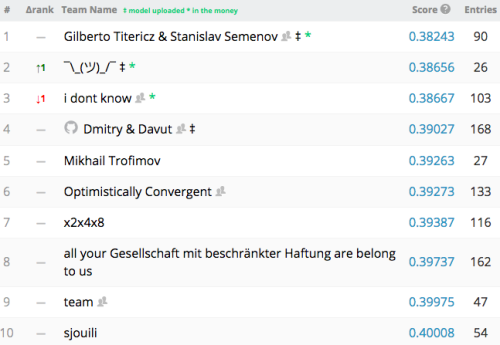 # Δrank Team Name ‡ model uploaded * in the money Score Entries
1 — Gilberto Titericz & Stanislav Semenov ‡ * 0.38243 90
2 ↑1 ¯\_(ツ)_/¯ ‡ * 0.38656 26
3 ↓1 i dont know * 0.38667 103
4 — Dmitry & Davut ‡ 0.39027 168
5 — Mikhail Trofimov 0.39263 27
6 — Optimistically Convergent 0.39273 133
7 — x2x4x8 0.39387 116
8 — all your Gesellschaft mit beschränkter Haftung are belong 0.39737 162
to us
9 — team 0.39975 47
10 — sjouili 0.40008 54